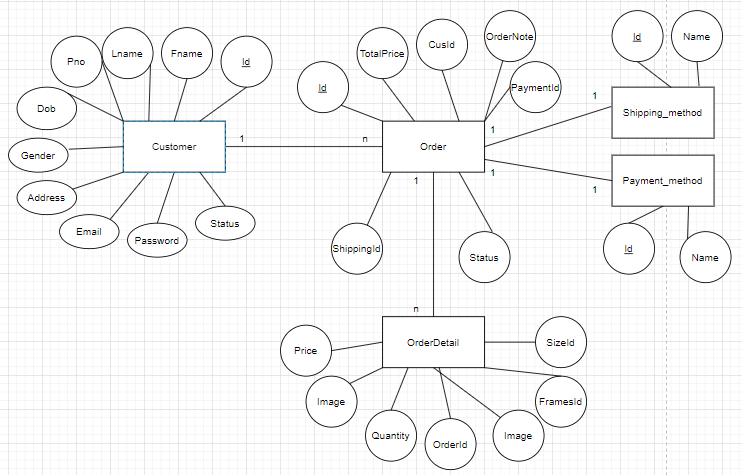 Id
Name
OrderNote
CusId
TotalPrice
Fname
Lname
Pno
Id
Id
PaymentId
1
Dob
Shipping_method
1
1
n
Customer
Order
Gender
1
1
1
Payment_method
Address
Status
Email
Password
ShippingId
Status
Id
Name
n
OrderDetail
SizeId
Price
Image
FramesId
Quantity
OrderId
Image